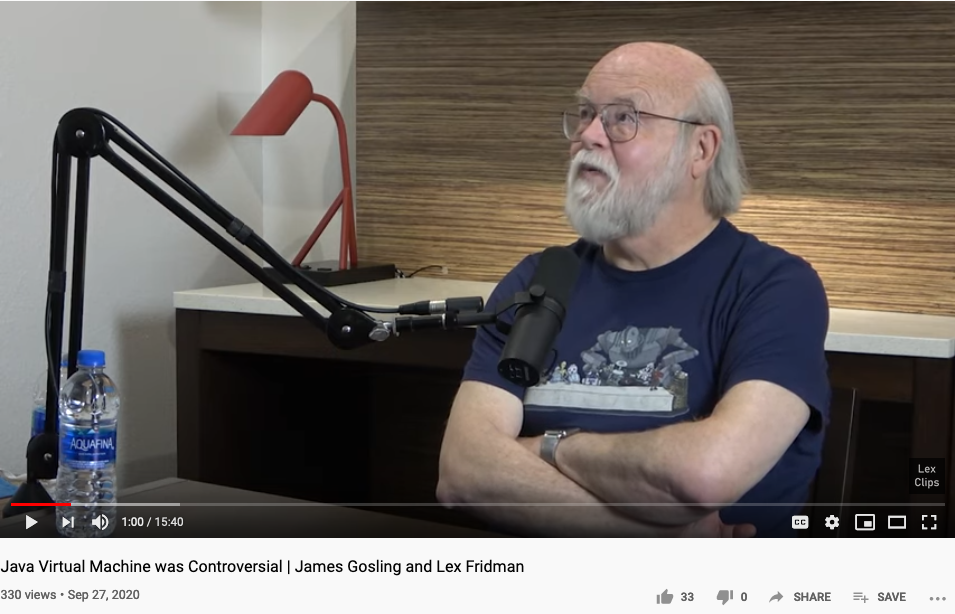 AQUAFINA
Lex
Clips
1:00 / 15:40
CC
Java Virtual Machine was Controversial | James Gosling and Lex Fridman
330 views • Sep 27, 2020
33
0
SHARE
SAVE